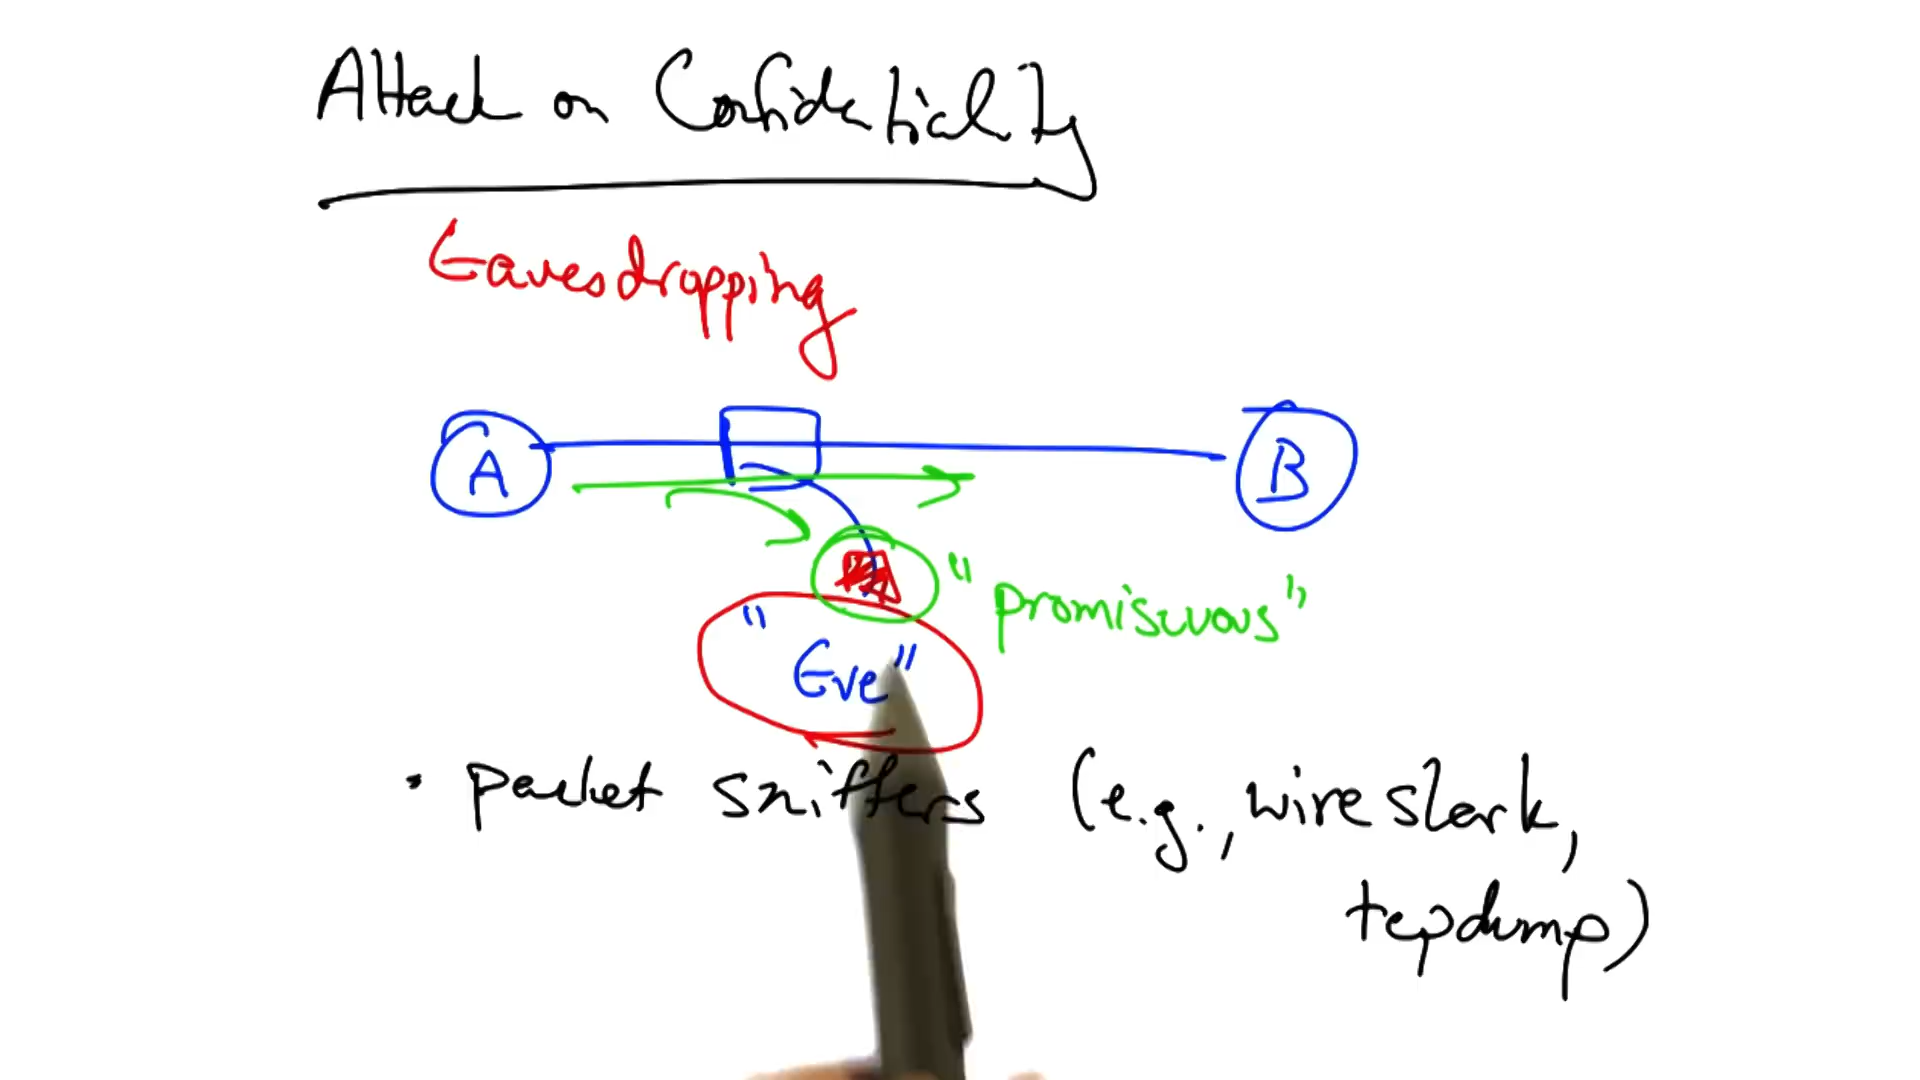 Attack on Confidentiality
Eavesdropping
A
B
"promiscuous"
"Eve"
• packet sniffers (e.g., wireshark,
tcpdump)